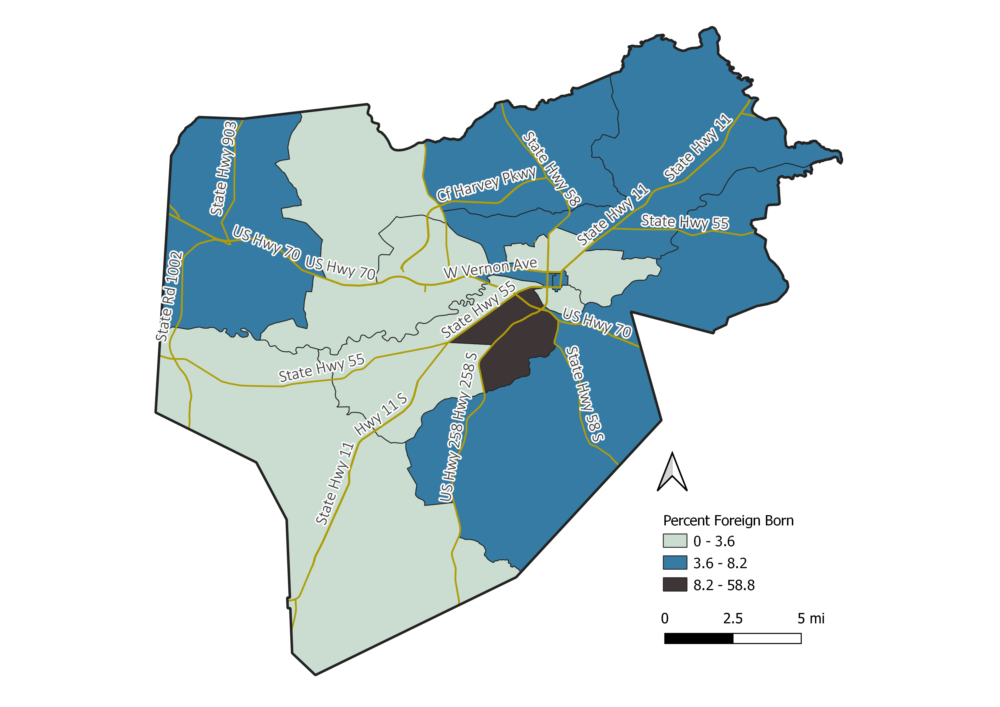 State Hwy 903
State Hwy 58
State Hwy 11
Cf Harvey Pkwy
State Hwy 11
State Hwy 55
US Hwy 70
US Hwy 70
W Vernon Ave
State Rd 1002
State Hwy 55
US Hwy 70
State Hwy 55
State Hwy 58 S
US Hwy 258 Hwy 258 S
Hwy 11 S
State Hwy 11
Percent Foreign Born
0 - 3.6
3.6 - 8.2
8.2 - 58.8
0 2.5 5 mi